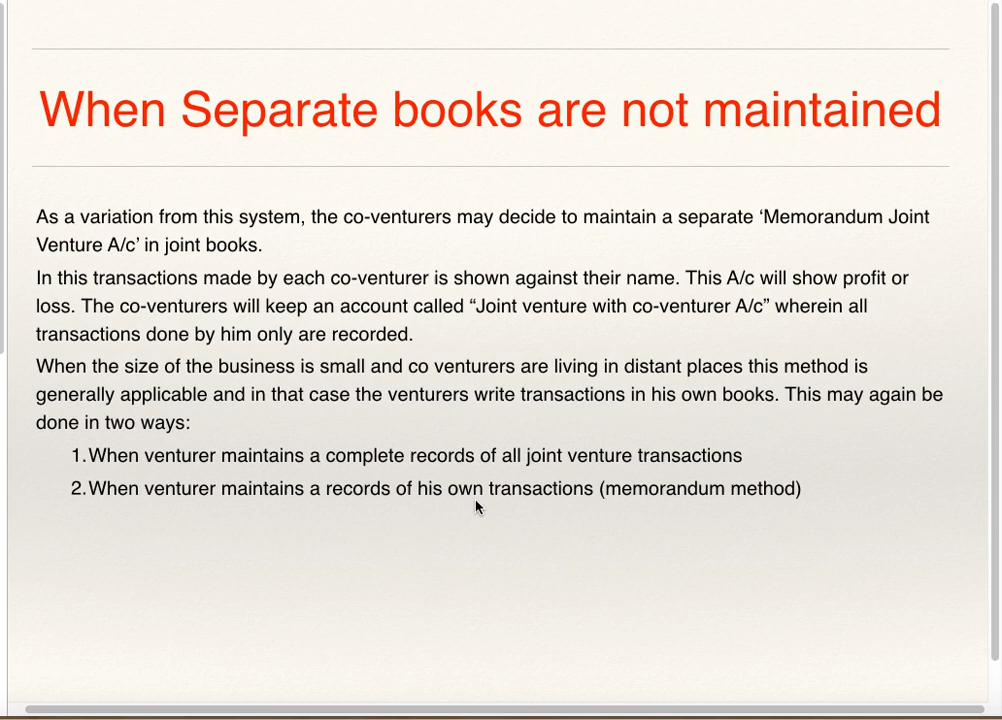 When Separate books are not maintained
As a variation from this system, the co-venturers may decide to maintain a separate ‘Memorandum Joint
Venture A/c’ in joint books.
In this transactions made by each co-venturer is shown against their name. This A/c will show profit or
loss. The co-venturers will keep an account called “Joint venture with co-venturer A/c” wherein all
transactions done by him only are recorded.
When the size of the business is small and co venturers are living in distant places this method is
generally applicable and in that case the venturers write transactions in his own books. This may again be
done in two ways:
1.When venturer maintains a complete records of all joint venture transactions
2.When venturer maintains a records of his own transactions (memorandum method)